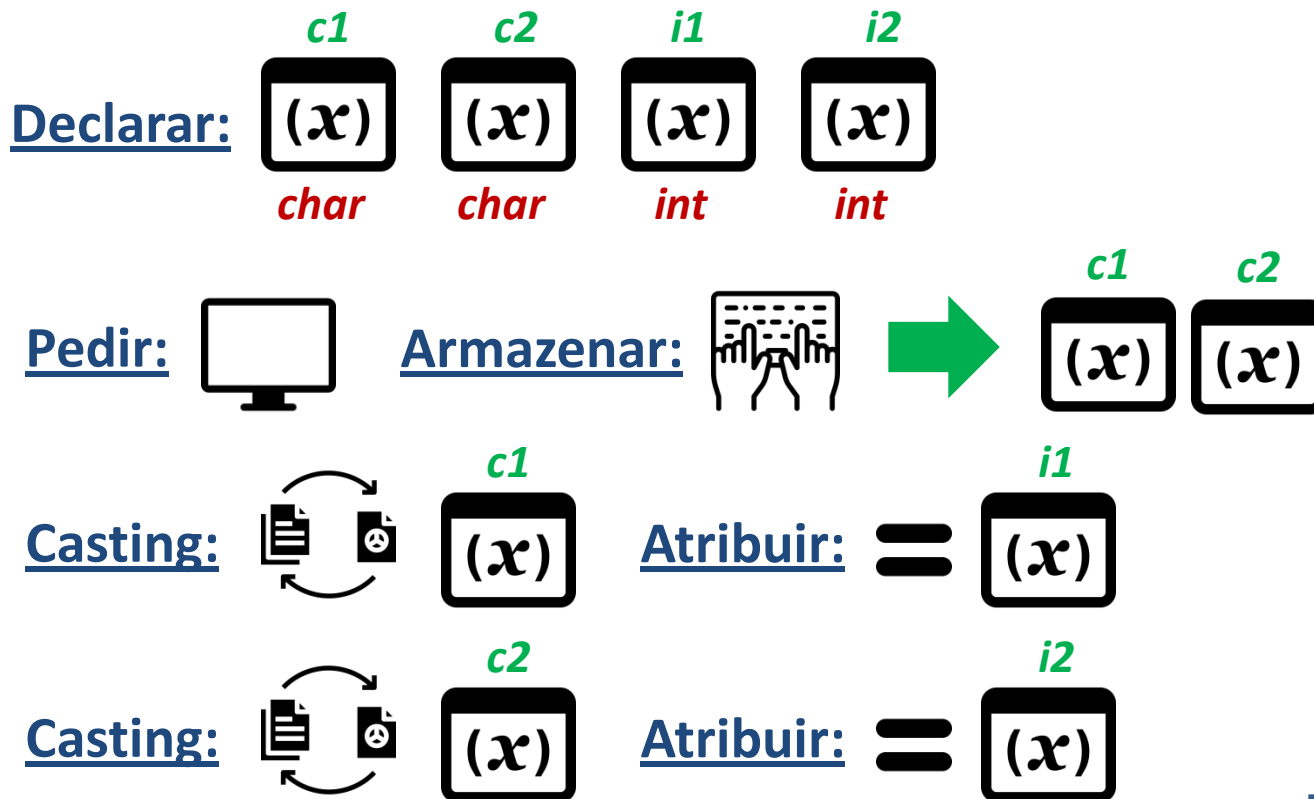 c1 c2 i1 i2
Declarar: (x) (x) (x) (x)
char char int int
c1 c2
Pedir: Armazenar: (x) (x)
c1 i1
Casting: (x) Atribuir: = (x)
c2 i2
Casting: (x) Atribuir: = (x)